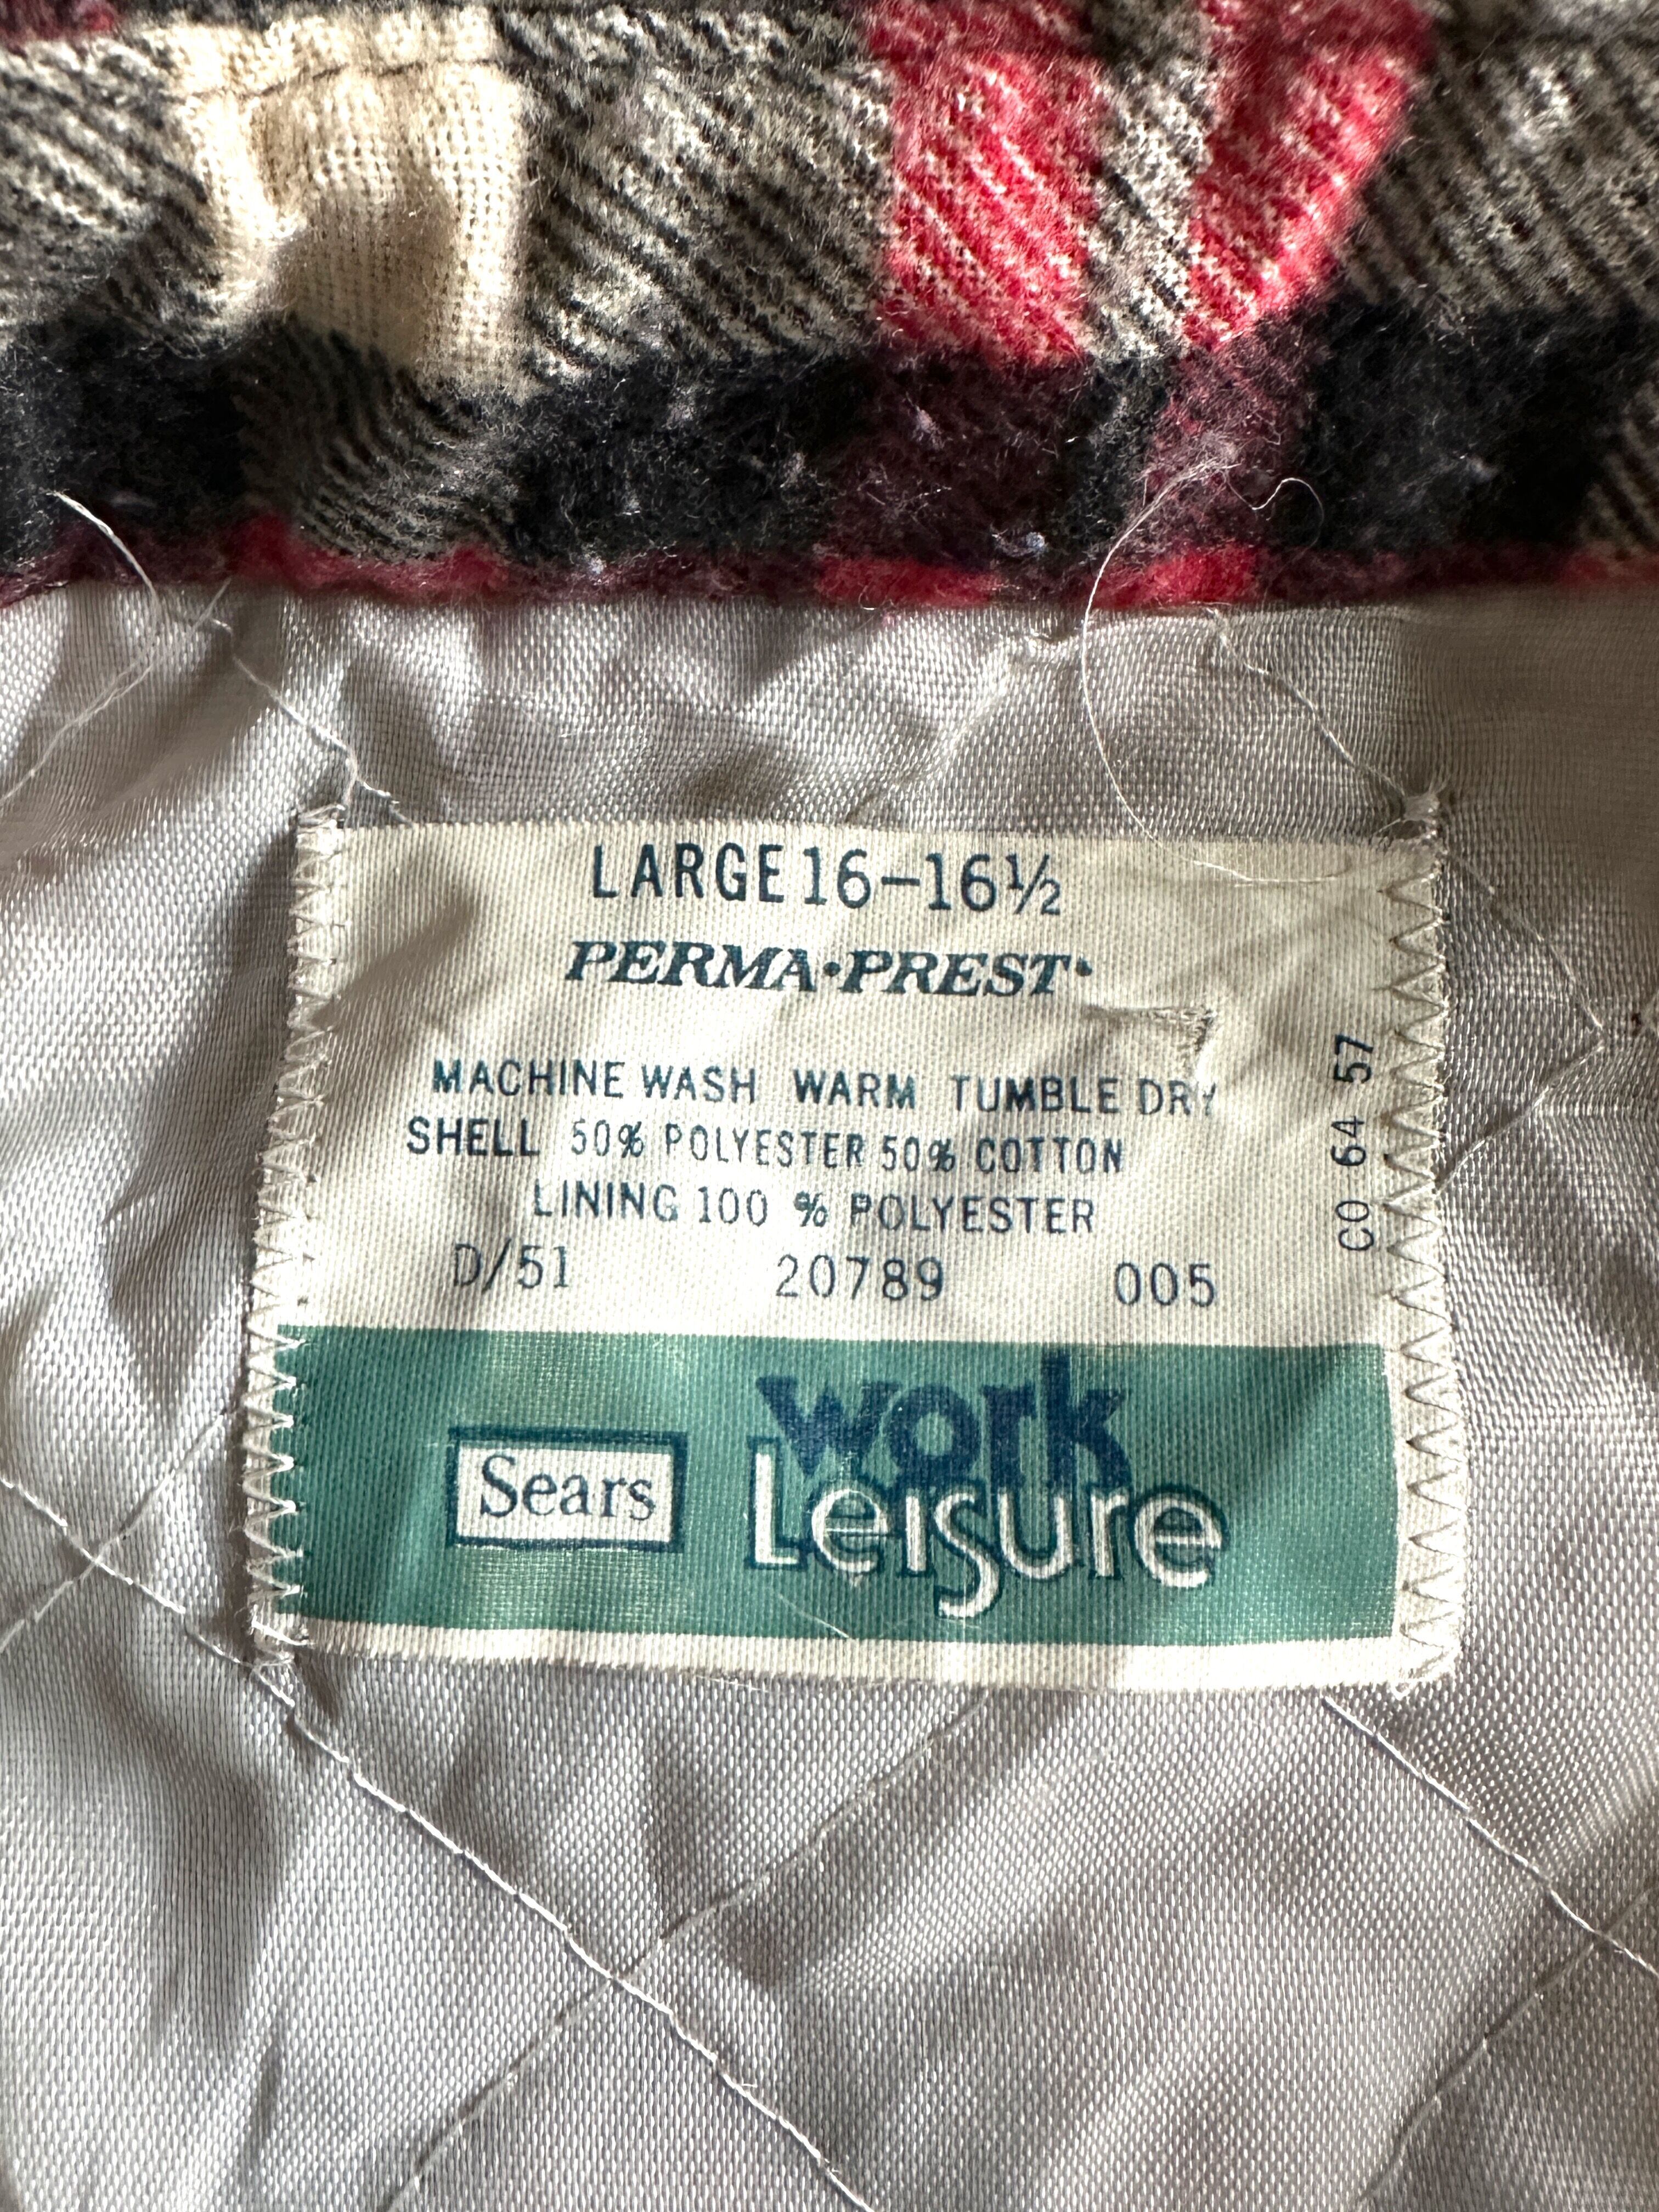 LARGE 16–16½
PERMA•PREST•
MACHINE WASH WARM TUMBLE DRY
SHELL 50% POLYESTER 50% COTTON
LINING 100 % POLYESTER
D/51 20789 005
CO 64 57
Sears
work
Leisure